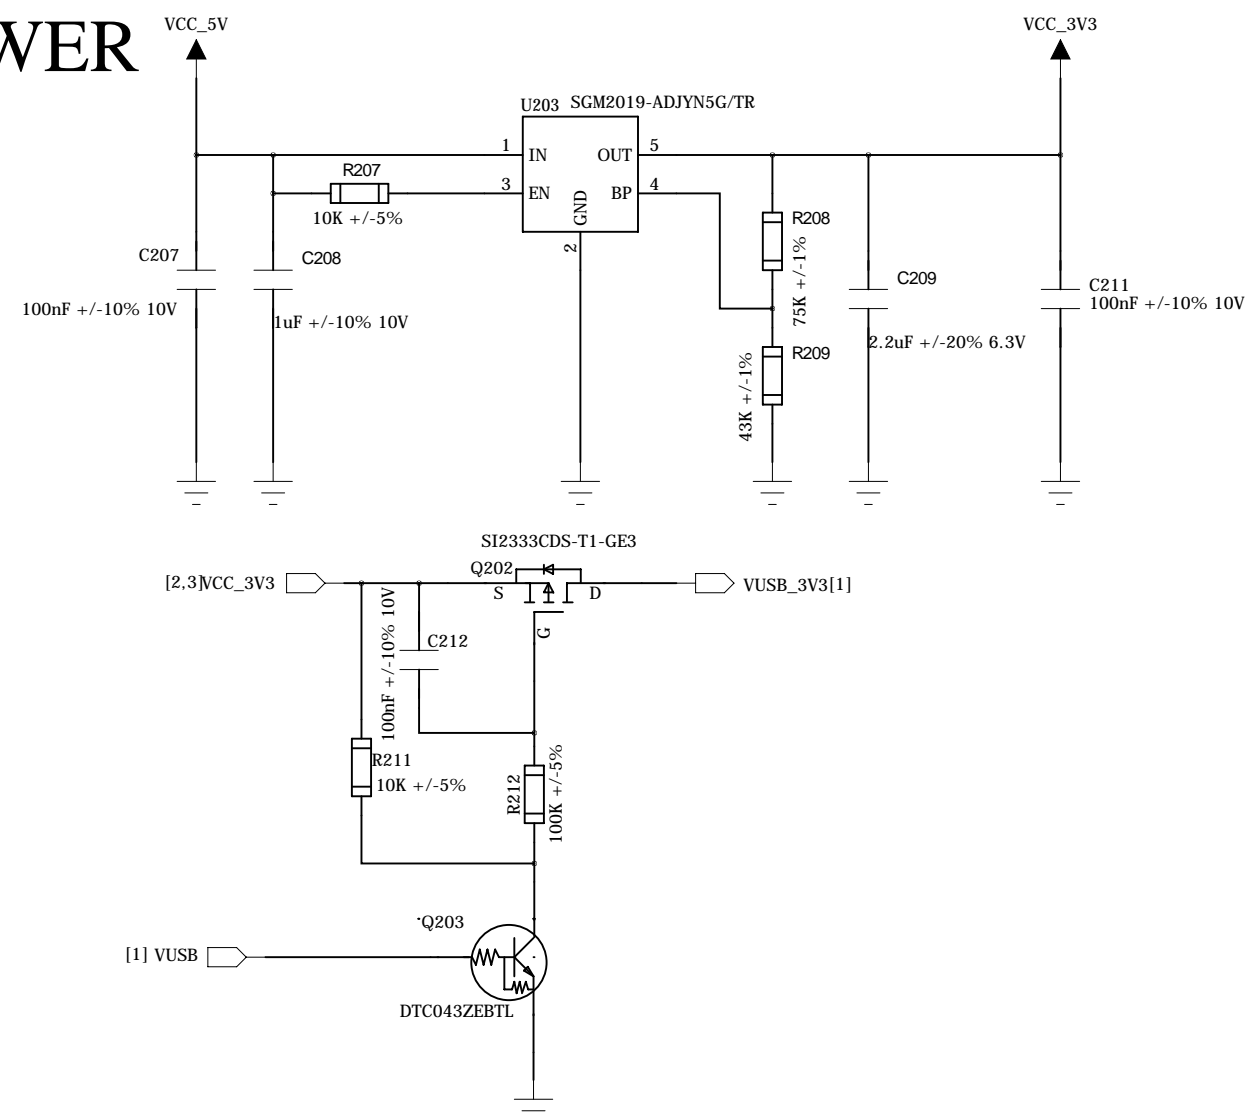 WER
VCC_5V
VCC_3V3
U203 SGM2019-ADJYN5G/TR
1 IN OUT 5
3 EN BP 4
GND
2
R207
10K +/-5%
C207
100nF +/-10% 10V
C208
1uF +/-10% 10V
R208
75K +/-1%
R209
43K +/-1%
C209
2.2uF +/-20% 6.3V
C211
100nF +/-10% 10V
SI2333CDS-T1-GE3
Q202
S D
G
[2,3]VCC_3V3
VUSB_3V3[1]
C212
100nF +/-10% 10V
R211
10K +/-5%
R212
100K +/-5%
Q203
[1] VUSB
DTC043ZEBTL